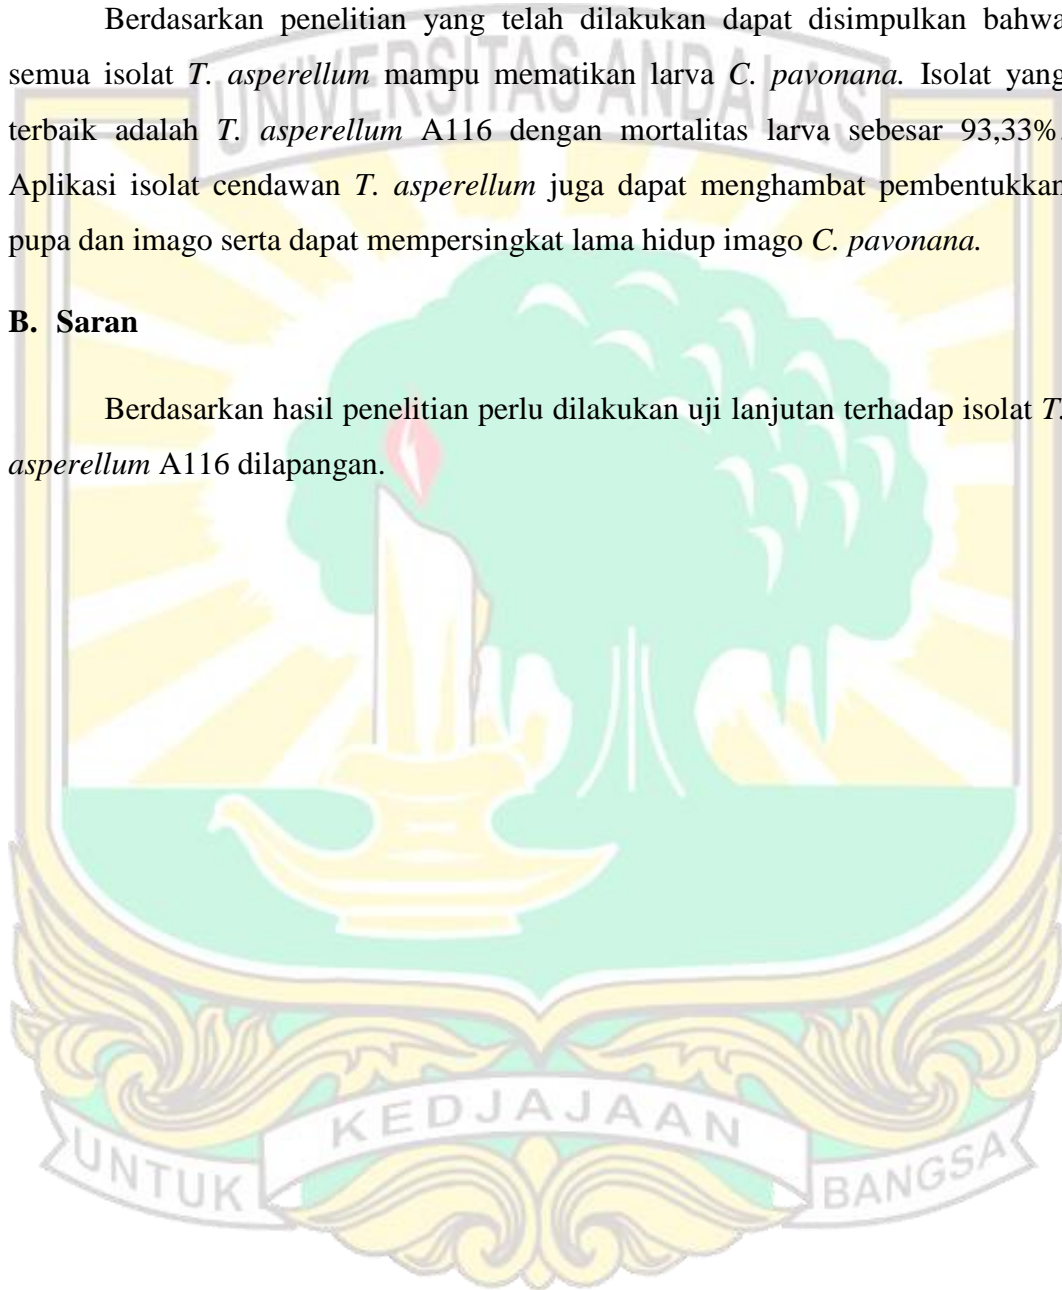 Berdasarkan penelitian yang telah dilakukan dapat disimpulkan bahwa
semua isolat T. asperellum mampu mematikan larva C. pavonana. Isolat yang
terbaik adalah T. asperellum A116 dengan mortalitas larva sebesar 93,33%.
Aplikasi isolat cendawan T. asperellum juga dapat menghambat pembentukkan
pupa dan imago serta dapat mempersingkat lama hidup imago C. pavonana.
B. Saran
Berdasarkan hasil penelitian perlu dilakukan uji lanjutan terhadap isolat T.
asperellum A116 dilapangan.
UNIVERSITAS ANDALAS
UNTUK KEDJAJAAN BANGSA